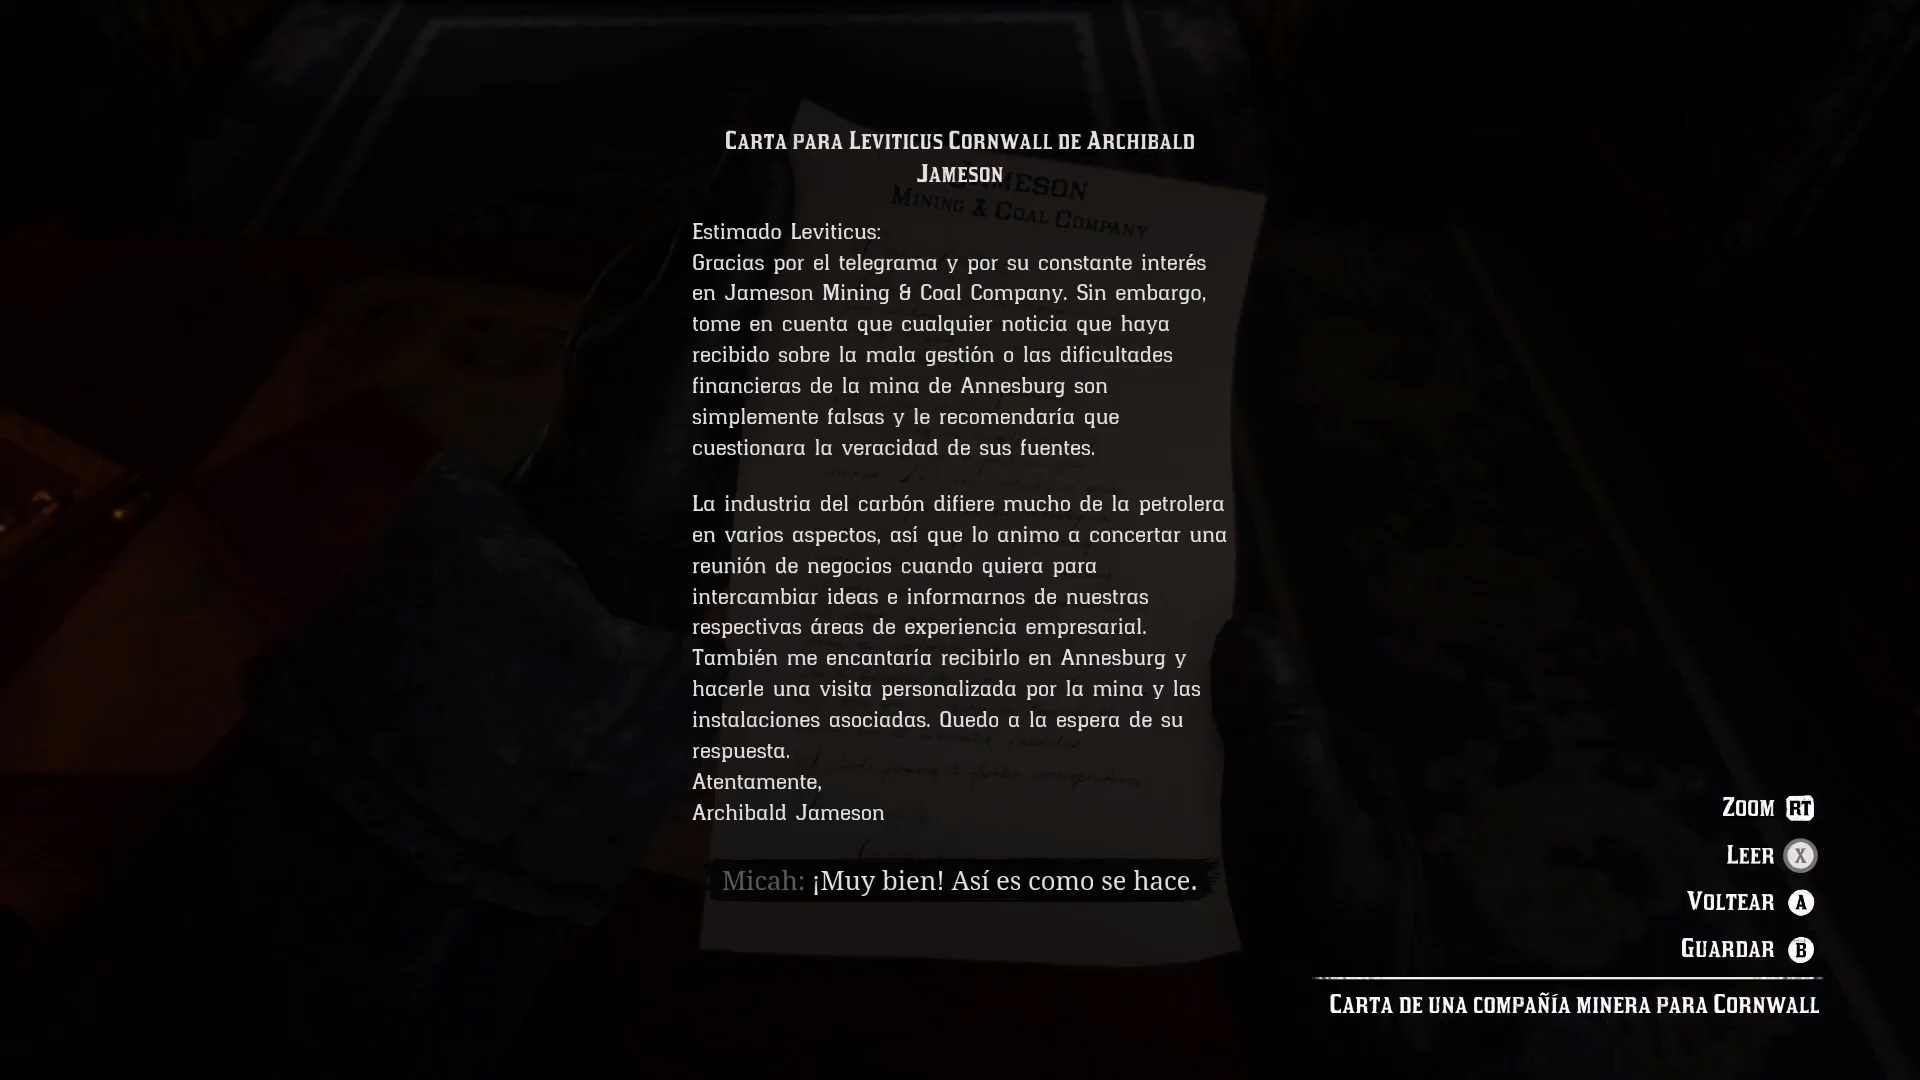 CARTA PARA LEVITICUS CORNWALL DE ARCHIBALD
JAMESON
JAMESON
MINING & COAL COMPANY
Estimado Leviticus:
Gracias por el telegrama y por su constante interés
en Jameson Mining & Coal Company. Sin embargo,
tome en cuenta que cualquier noticia que haya
recibido sobre la mala gestión o las dificultades
financieras de la mina de Annesburg son
simplemente falsas y le recomendaría que
cuestionara la veracidad de sus fuentes.
La industria del carbón difiere mucho de la petrolera
en varios aspectos, así que lo animo a concertar una
reunión de negocios cuando quiera para
intercambiar ideas e informarnos de nuestras
respectivas áreas de experiencia empresarial.
También me encantaría recibirlo en Annesburg y
hacerle una visita personalizada por la mina y las
instalaciones asociadas. Quedo a la espera de su
respuesta.
Atentamente,
Archibald Jameson
Micah: ¡Muy bien! Así es como se hace.
ZOOM RT
LEER X
VOLTEAR A
GUARDAR B
CARTA DE UNA COMPAÑÍA MINERA PARA CORNWALL